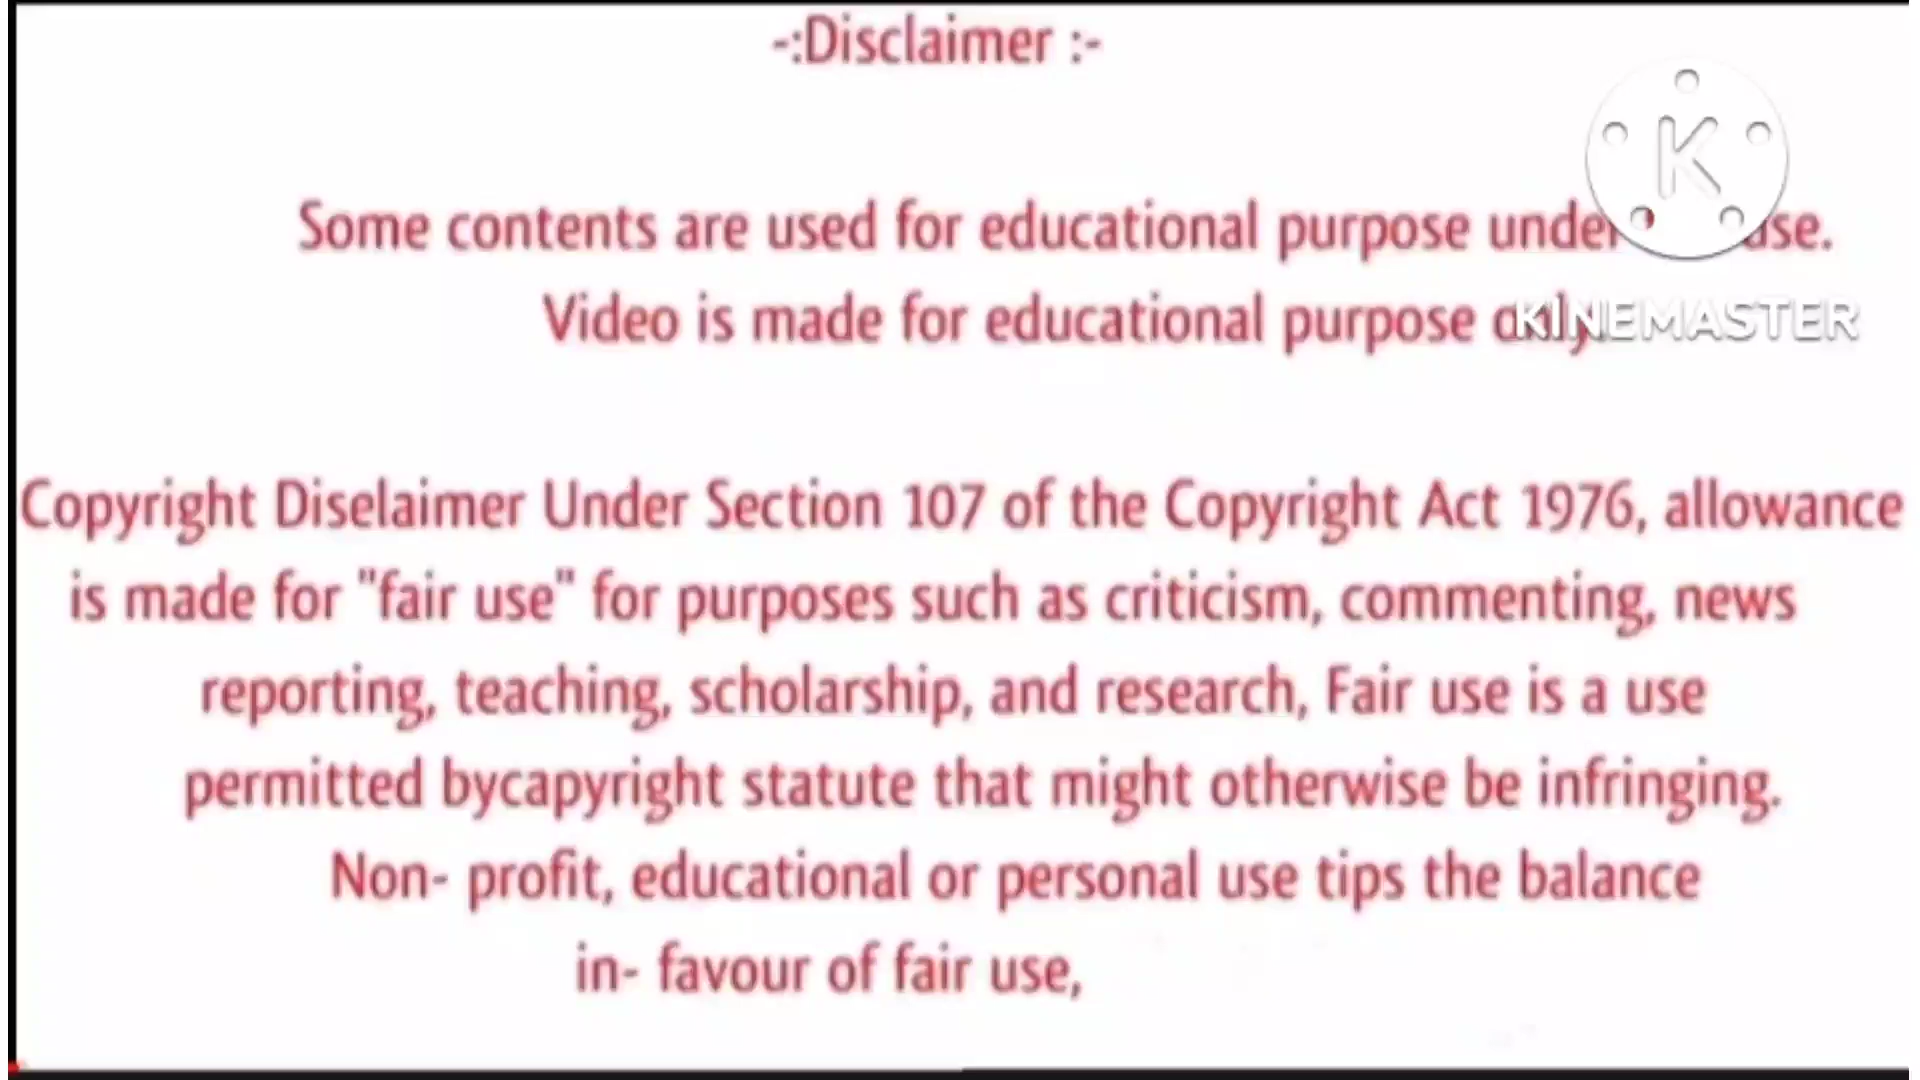 -:Disclaimer :-
Some contents are used for educational purpose under use.
Video is made for educational purpose only.
KINEMASTER
Copyright Diselaimer Under Section 107 of the Copyright Act 1976, allowance
is made for "fair use" for purposes such as criticism, commenting, news
reporting, teaching, scholarship, and research, Fair use is a use
permitted bycapyright statute that might otherwise be infringing.
Non- profit, educational or personal use tips the balance
in- favour of fair use,